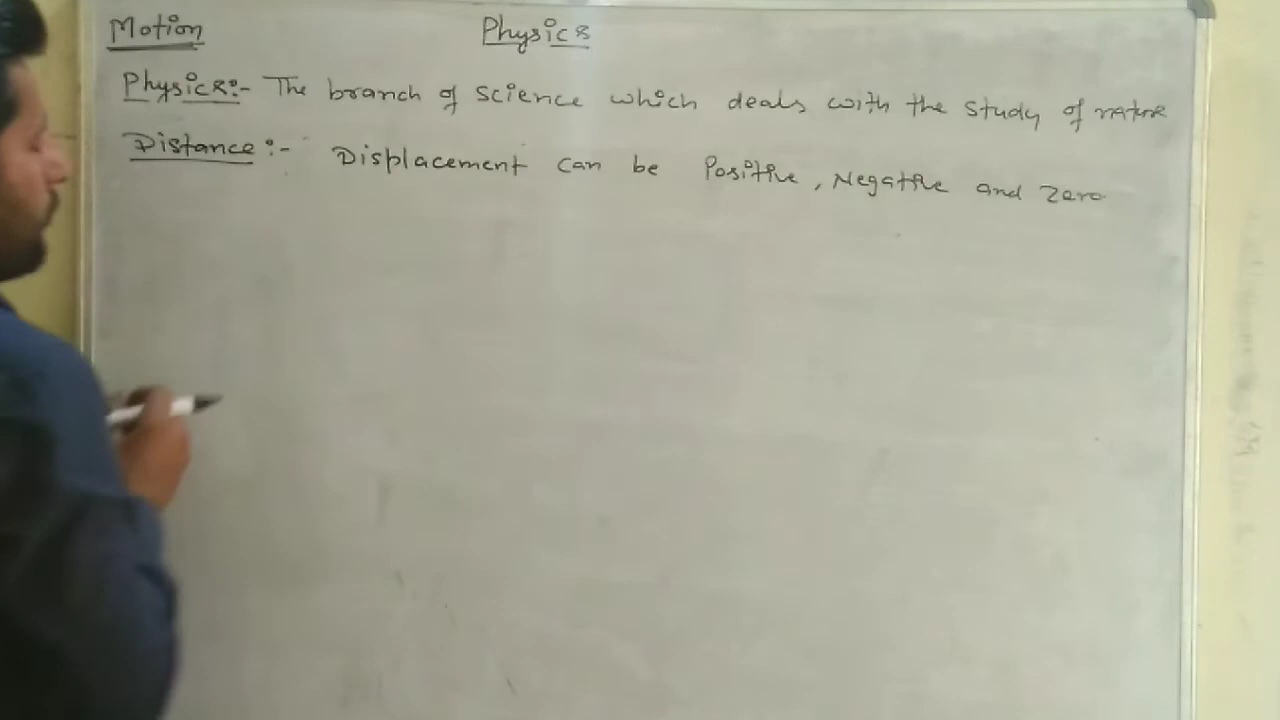 Motion Physics
Physics:- The branch of science which deals with the study of nature
Distance:- Displacement can be Positive, Negative and Zero